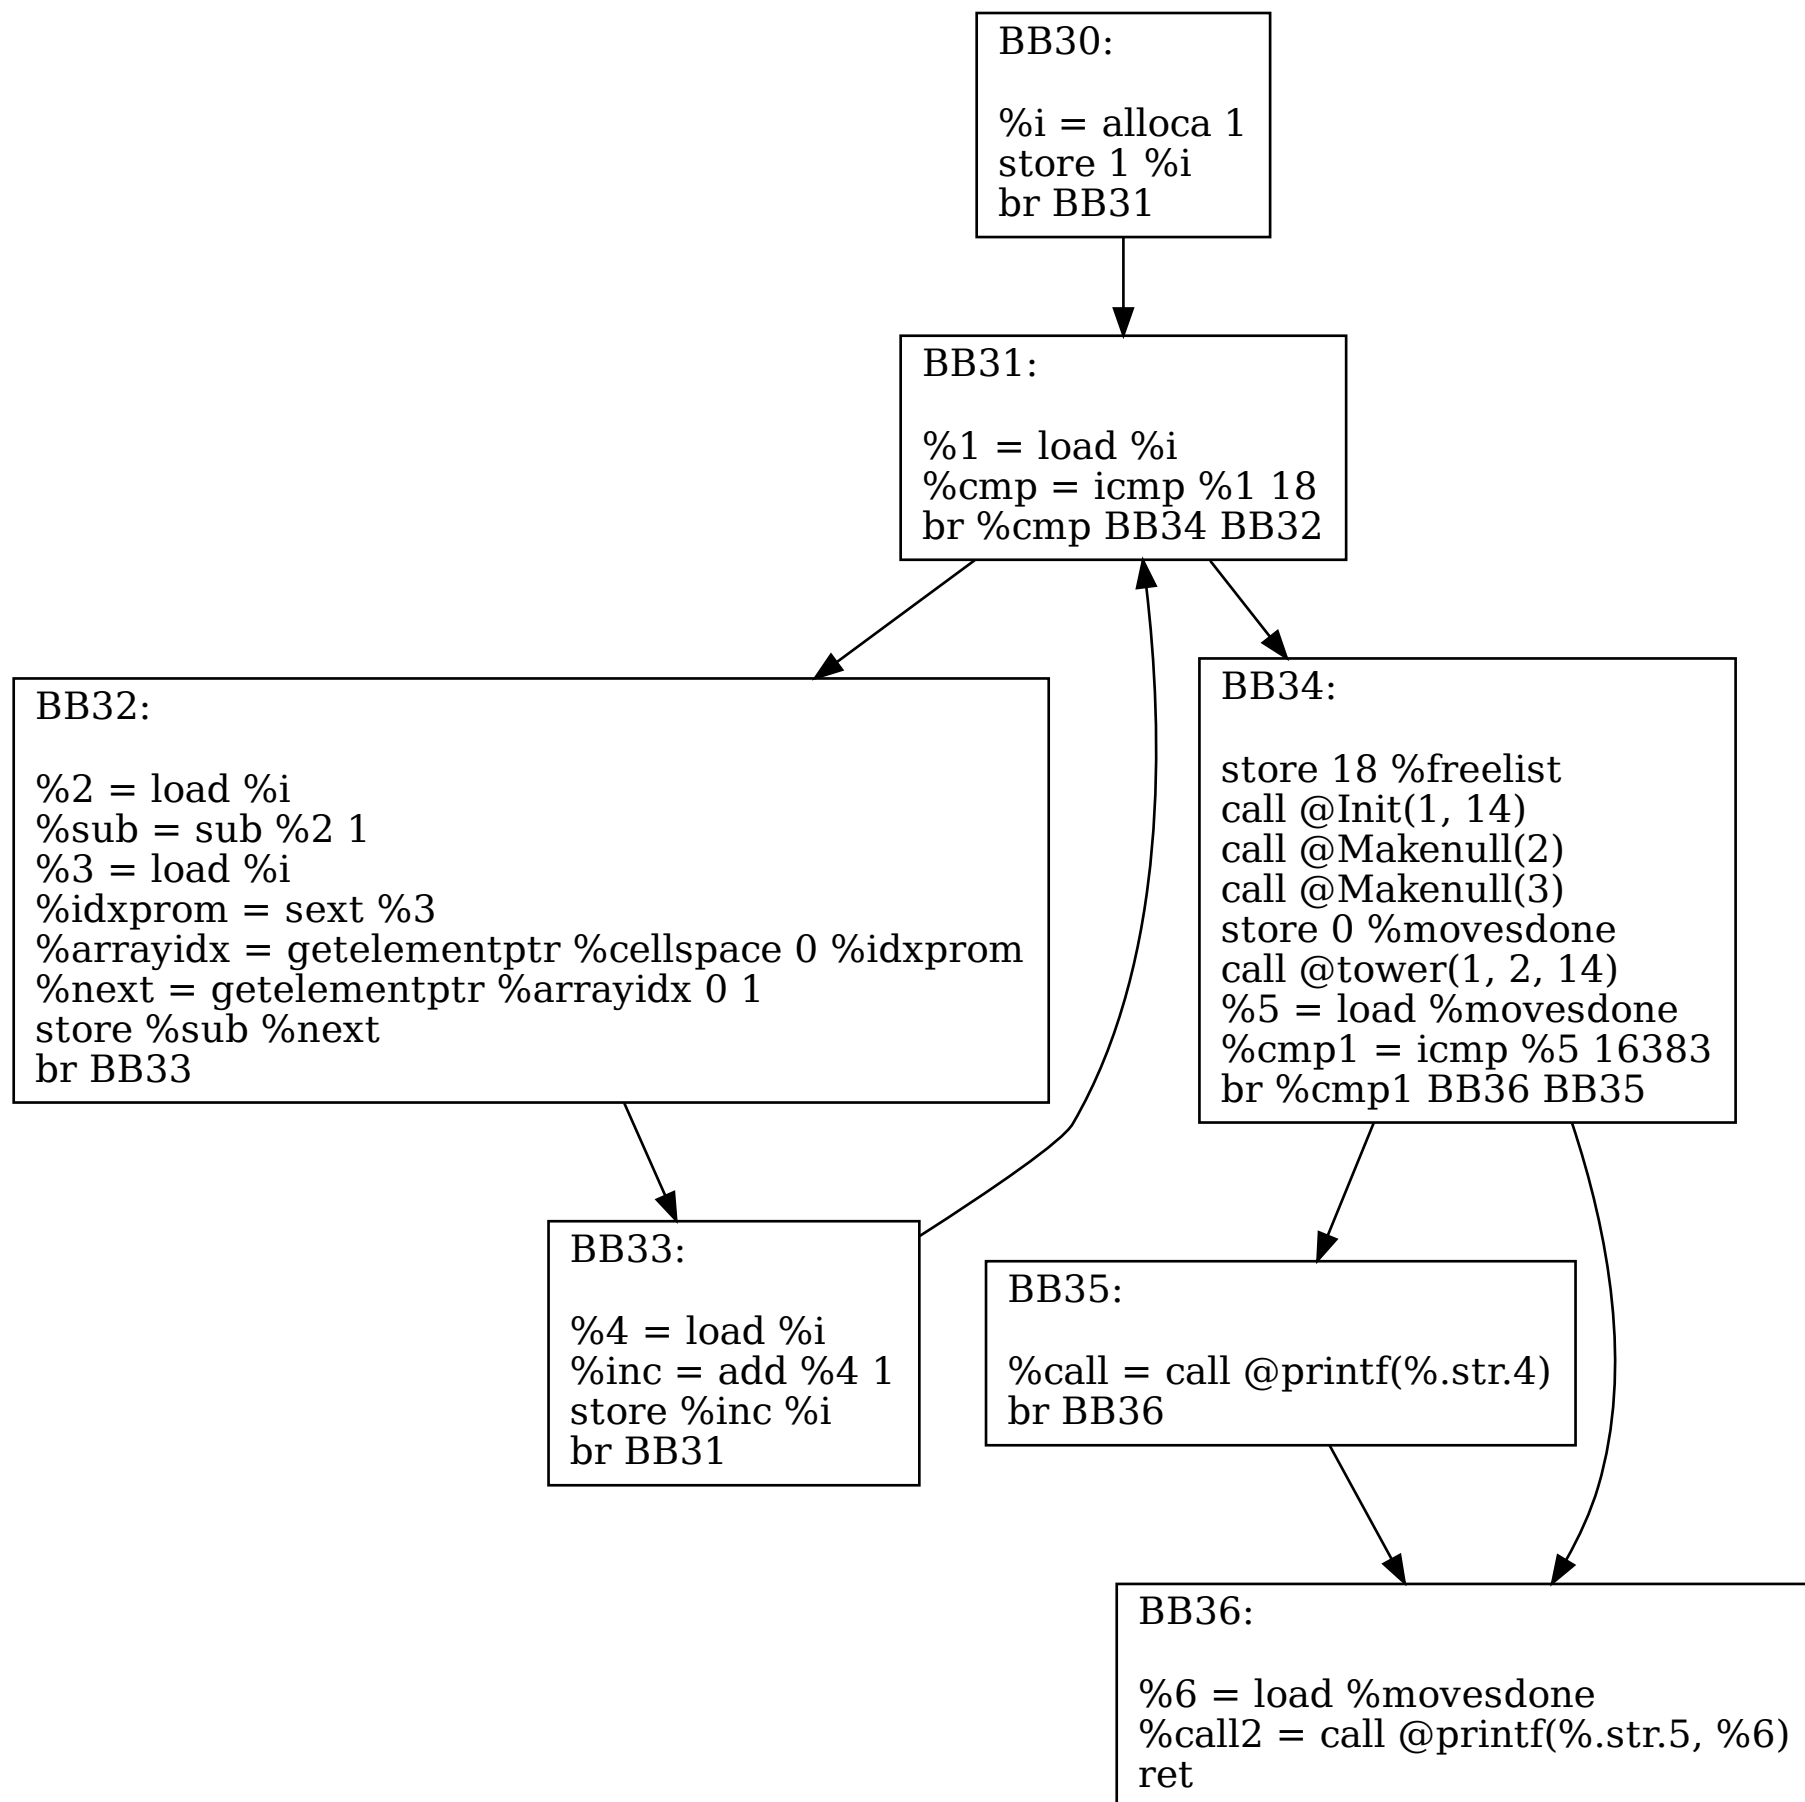 BB30:
%i = alloca 1
store 1 %i
br BB31
BB31:
%1 = load %i
%cmp = icmp %1 18
br %cmp BB34 BB32
BB32:
%2 = load %i
%sub = sub %2 1
%3 = load %i
%idxprom = sext %3
%arrayidx = getelementptr %cellspace 0 %idxprom
%next = getelementptr %arrayidx 0 1
store %sub %next
br BB33
BB34:
store 18 %freelist
call @Init(1, 14)
call @Makenull(2)
call @Makenull(3)
store 0 %movesdone
call @tower(1, 2, 14)
%5 = load %movesdone
%cmp1 = icmp %5 16383
br %cmp1 BB36 BB35
BB33:
%4 = load %i
%inc = add %4 1
store %inc %i
br BB31
BB35:
%call = call @printf(%.str.4)
br BB36
BB36:
%6 = load %movesdone
%call2 = call @printf(%.str.5, %6)
ret